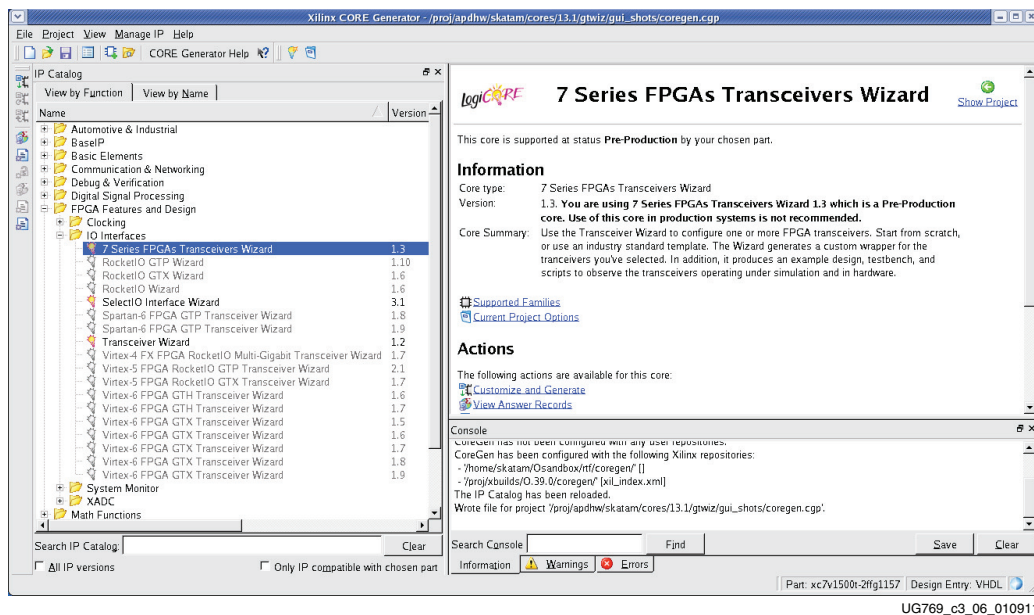 Xilinx CORE Generator - /proj/apdhw/skatam/cores/13.1/gtwiz/gui_shots/coregen.cgp
File Project View Manage IP Help
CORE Generator Help
IP Catalog
View by Function View by Name
Name Version
Automotive & Industrial
BaseIP
Basic Elements
Communication & Networking
Debug & Verification
Digital Signal Processing
FPGA Features and Design
Clocking
IO Interfaces
7 Series FPGAs Transceivers Wizard 1.3
RocketIO GTP Wizard 1.10
RocketIO GTX Wizard 1.6
RocketIO Wizard 1.6
SelectIO Interface Wizard 3.1
Spartan-6 FPGA GTP Transceiver Wizard 1.8
Spartan-6 FPGA GTP Transceiver Wizard 1.9
Transceiver Wizard 1.2
Virtex-4 FX FPGA RocketIO Multi-Gigabit Transceiver Wizard 1.7
Virtex-5 FPGA RocketIO GTP Transceiver Wizard 2.1
Virtex-5 FPGA RocketIO GTX Transceiver Wizard 1.7
Virtex-6 FPGA GTH Transceiver Wizard 1.6
Virtex-6 FPGA GTH Transceiver Wizard 1.7
Virtex-6 FPGA GTX Transceiver Wizard 1.5
Virtex-6 FPGA GTX Transceiver Wizard 1.6
Virtex-6 FPGA GTX Transceiver Wizard 1.7
Virtex-6 FPGA GTX Transceiver Wizard 1.8
Virtex-6 FPGA GTX Transceiver Wizard 1.9
System Monitor
XADC
Math Functions
Search IP Catalog: Clear
All IP versions Only IP compatible with chosen part
logiCORE 7 Series FPGAs Transceivers Wizard Show Project
This core is supported at status Pre-Production by your chosen part.
Information
Core type: 7 Series FPGAs Transceivers Wizard
Version: 1.3. You are using 7 Series FPGAs Transceivers Wizard 1.3 which is a Pre-Production
core. Use of this core in production systems is not recommended.
Core Summary: Use the Transceiver Wizard to configure one or more FPGA transceivers. Start from scratch,
or use an industry standard template. The Wizard generates a custom wrapper for the
tranceivers you've selected. In addition, it produces an example design, testbench, and
scripts to observe the transceivers operating under simulation and in hardware.
Supported Families
Current Project Options
Actions
The following actions are available for this core:
Customize and Generate
View Answer Records
Console
CoreGen has not been configured with any user repositories.
CoreGen has been configured with the following Xilinx repositories:
- '/home/skatam/Osandbox/rtf/coregen/' []
- '/proj/xbuilds/O.39.0/coregen/' [xil_index.xml]
The IP Catalog has been reloaded.
Wrote file for project '/proj/apdhw/skatam/cores/13.1/gtwiz/gui_shots/coregen.cgp'.
Search Console Find Save Clear
Information Warnings Errors
Part: xc7v1500t-2ffg1157 Design Entry: VHDL
UG769_c3_06_010911